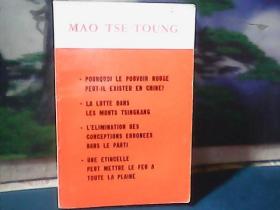 MAO TSE TOUNG
• POURQUOI LE POUVOIR ROUGE
PEUT-IL EXISTER EN CHINE?
• LA LUTTE DANS
LES MONTS TSINGKANG
• L'ELIMINATION DES
CONCEPTIONS ERRONEES
DANS LE PARTI
• UNE ETINCELLE
PEUT METTRE LE FEU A
TOUTE LA PLAINE